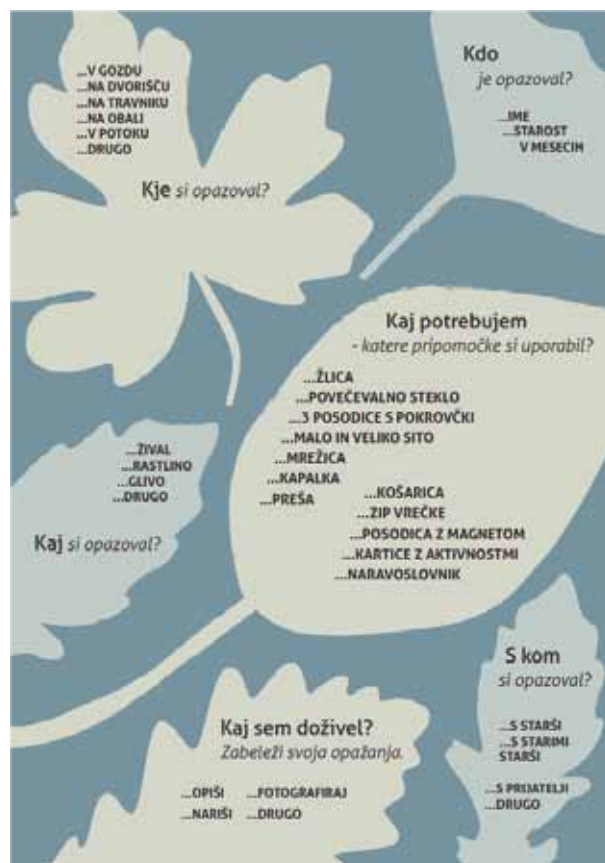 ...V GOZDU
...NA DVORIŠČU
...NA TRAVNIKU
...NA OBALI
...V POTOKU
...DRUGO
Kje si opazoval?
Kdo
je opazoval?
...IME
...STAROST
V MESECIH
Kaj potrebujem
- katere pripomočke si uporabil?
...ŽLICA
...POVEČEVALNO STEKLO
...3 POSODICE S POKROVČKI
...MALO IN VELIKO SITO
...MREŽICA
...KAPALKA
...PREŠA
...KOŠARICA
...ZIP VREČKE
...POSODICA Z MAGNETOM
...KARTICE Z AKTIVNOSTMI
...NARAVOSLOVNIK
...ŽIVAL
...RASTLINO
...GLIVO
...DRUGO
Kaj si opazoval?
S kom
si opazoval?
...S STARŠI
...S STARIMI
STARŠI
...S PRIJATELJI
...DRUGO
Kaj sem doživel?
Zabeleži svoja opažanja.
...OPIŠI ...FOTOGRAFIRAJ
...NARIŠI ...DRUGO